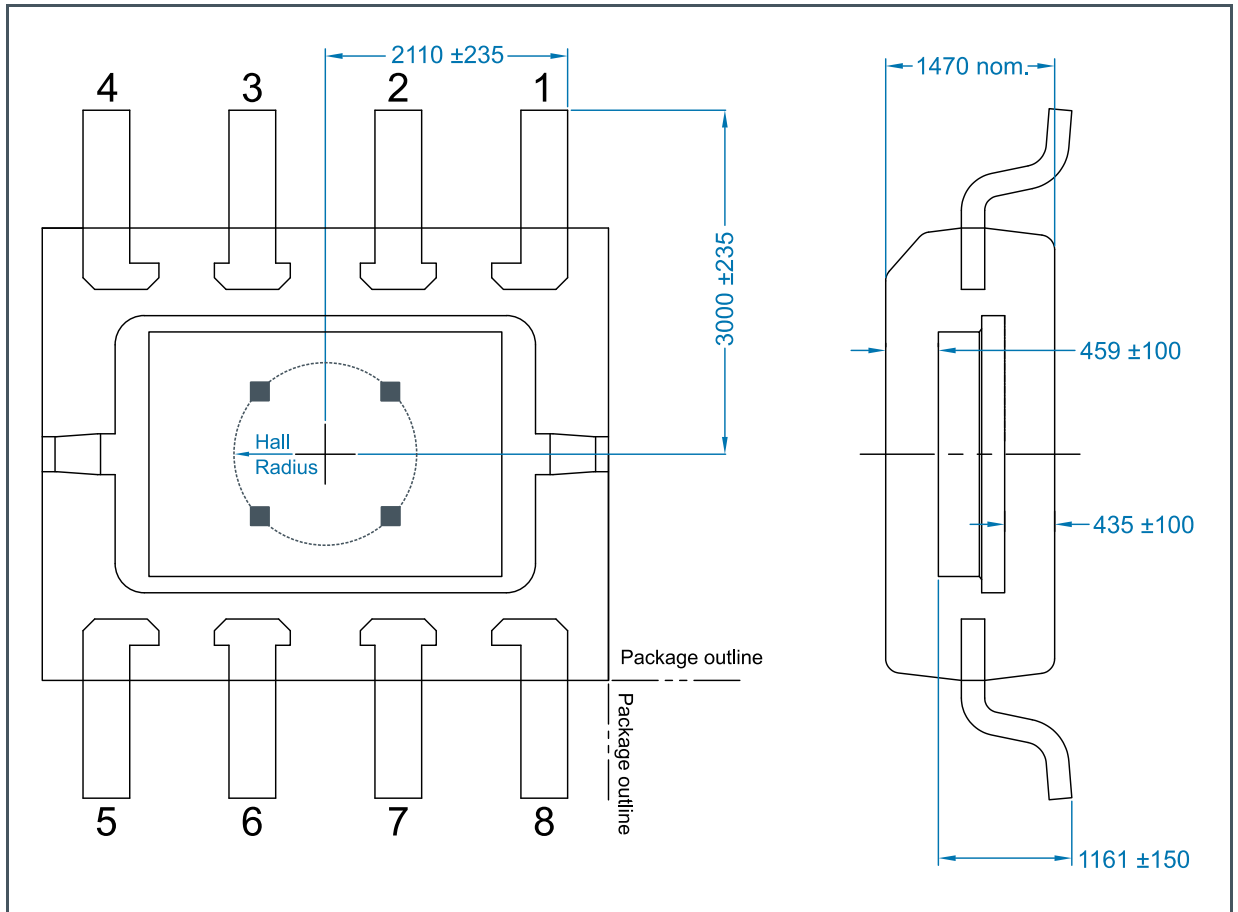 2110 ±235
1470 nom.
4 3 2 1
3000 ±235
459 ±100
Hall
Radius
435 ±100
Package outline
Package outline
5 6 7 8
1161 ±150